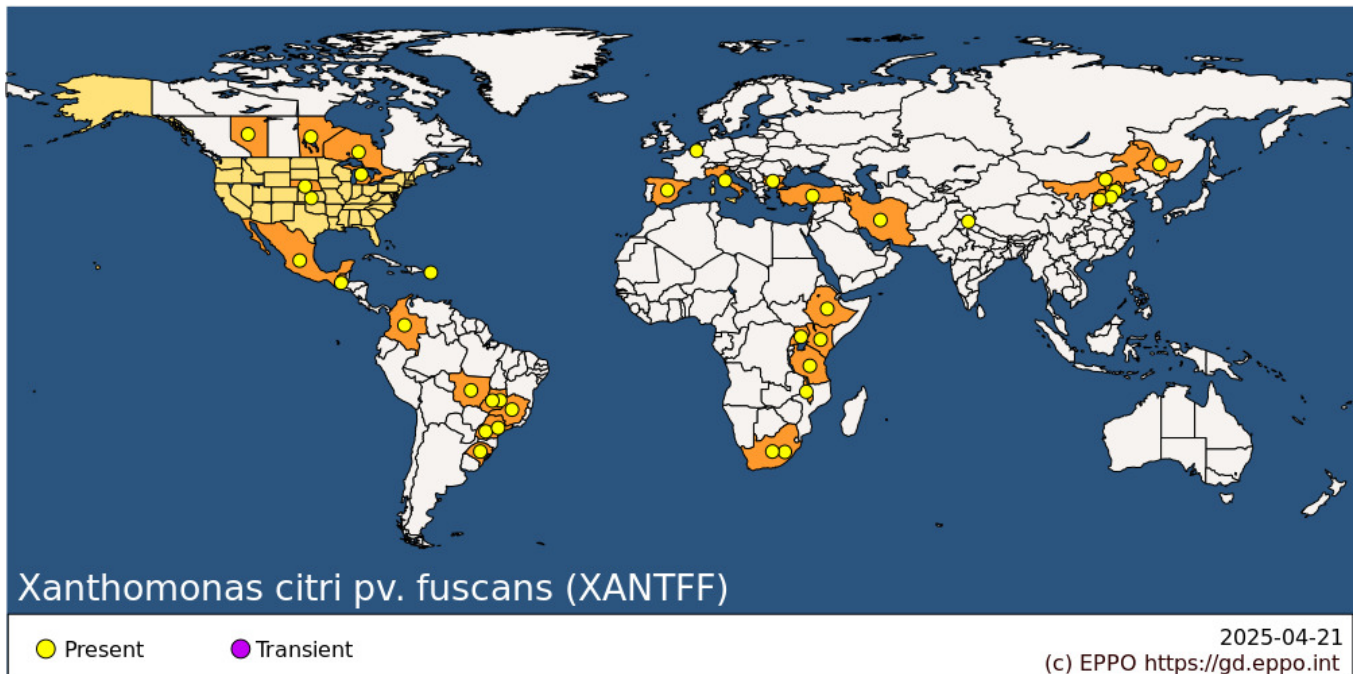 Xanthomonas citri pv. fuscans (XANTFF)
Present
Transient
2025-04-21
(c) EPPO https://gd.eppo.int